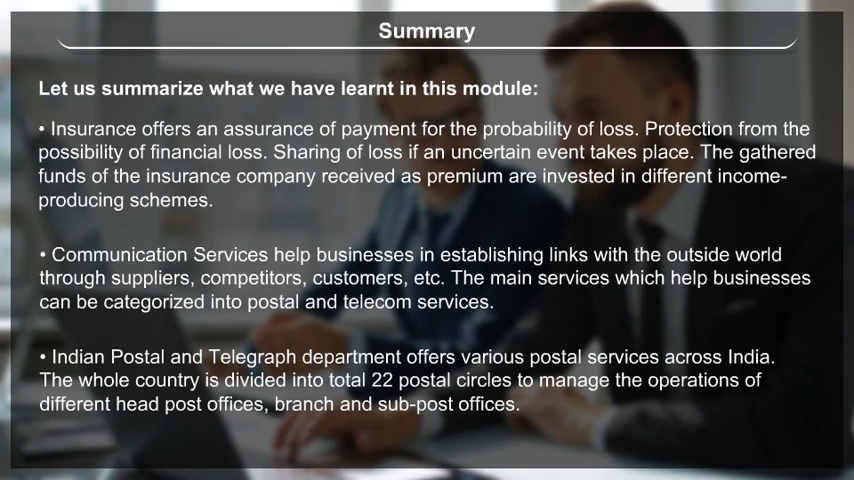 Summary
Let us summarize what we have learnt in this module:
• Insurance offers an assurance of payment for the probability of loss. Protection from the
possibility of financial loss. Sharing of loss if an uncertain event takes place. The gathered
funds of the insurance company received as premium are invested in different income-
producing schemes.
• Communication Services help businesses in establishing links with the outside world
through suppliers, competitors, customers, etc. The main services which help businesses
can be categorized into postal and telecom services.
• Indian Postal and Telegraph department offers various postal services across India.
The whole country is divided into total 22 postal circles to manage the operations of
different head post offices, branch and sub-post offices.